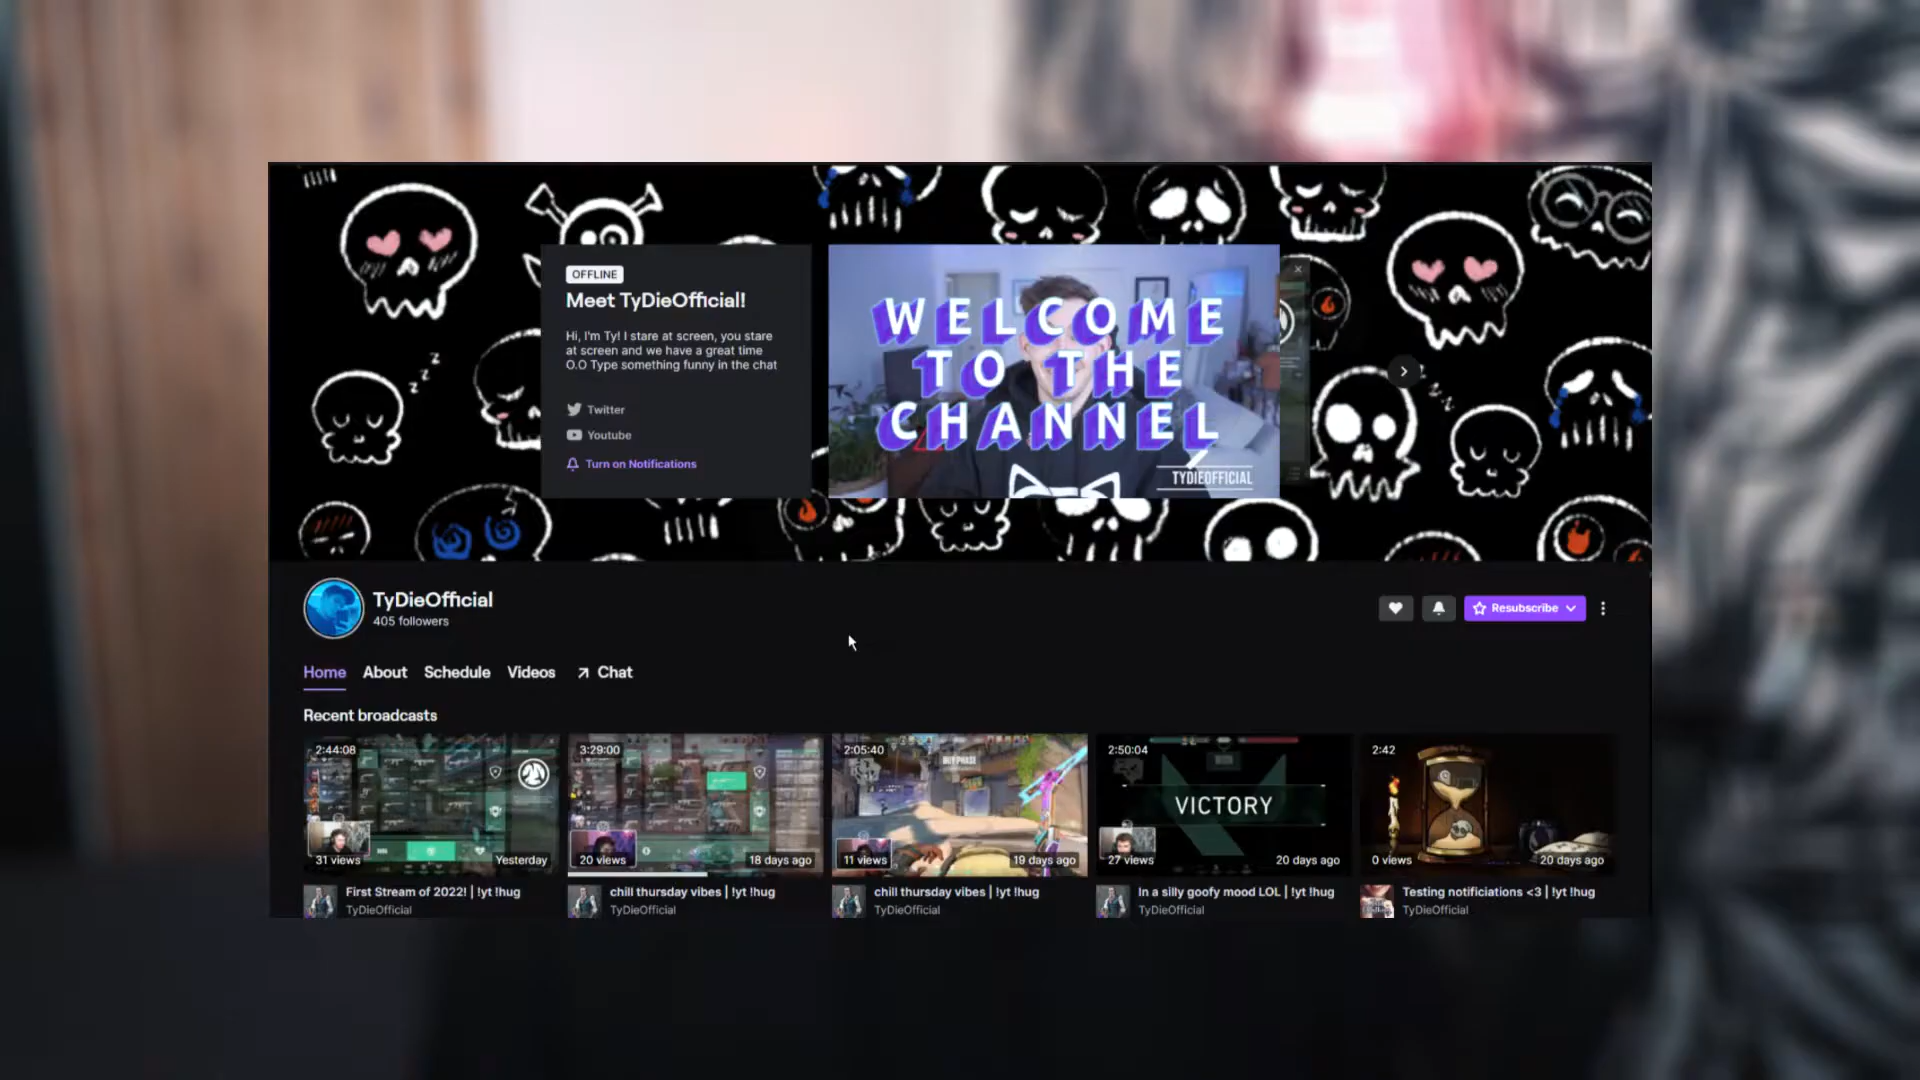 OFFLINE
Meet TyDieOfficial!
Hi, I'm Ty! I stare at screen, you stare
at screen and we have a great time
O.O Type something funny in the chat
Twitter
Youtube
Turn on Notifications
WELCOME
TO THE
CHANNEL
TYDIEOFFICIAL
z z z
TyDieOfficial
405 followers
Resubscribe
Home About Schedule Videos Chat
Recent broadcasts
2:44:08
31 views
Yesterday
First Stream of 2022! | !yt !hug
TyDieOfficial
3:29:00
20 views
18 days ago
chill thursday vibes | !yt !hug
TyDieOfficial
2:05:40
BUY PHASE
11 views
19 days ago
chill thursday vibes | !yt !hug
TyDieOfficial
2:50:04
VICTORY
27 views
20 days ago
In a silly goofy mood LOL | !yt !hug
TyDieOfficial
2:42
0 views
20 days ago
Testing notificiations <3 | !yt !hug
TyDieOfficial